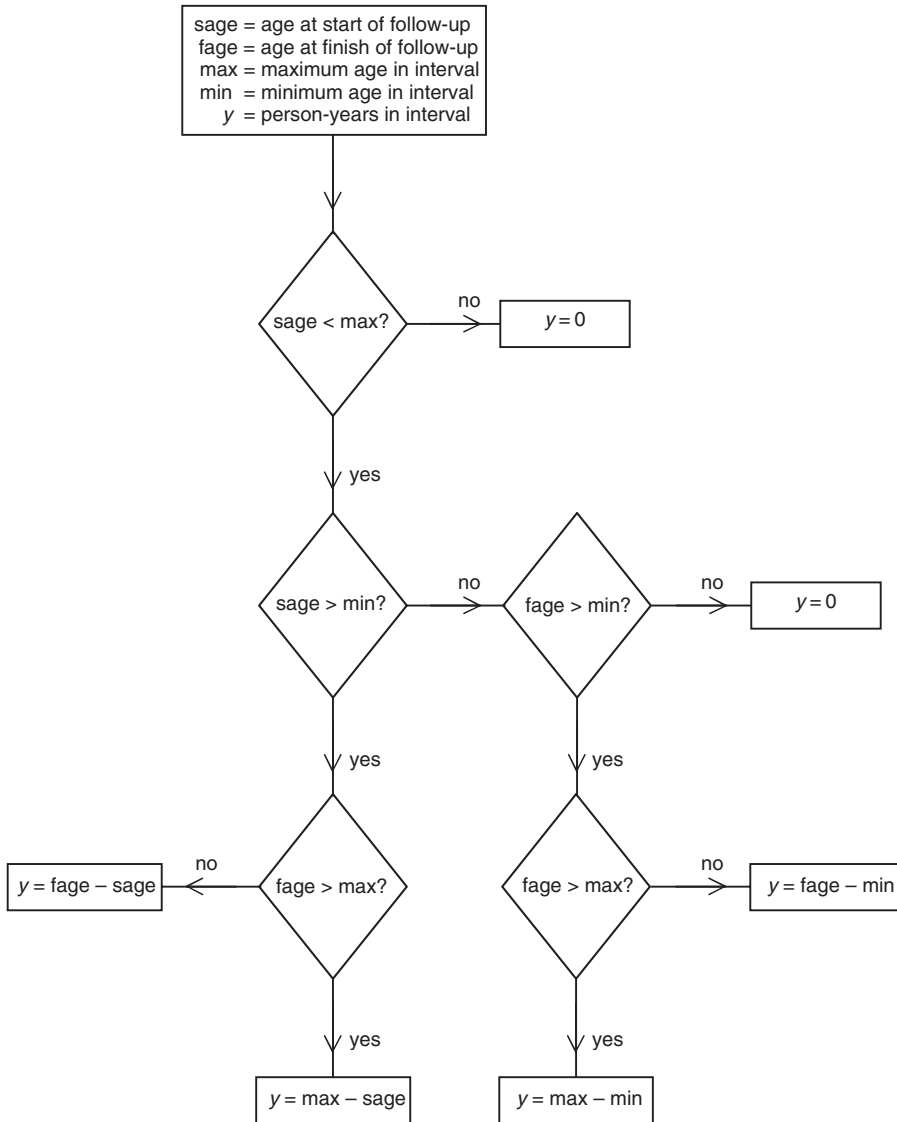 sage = age at start of follow-up
fage = age at finish of follow-up
max = maximum age in interval
min = minimum age in interval
y = person-years in interval
sage < max?
no
y = 0
yes
sage > min?
no
fage > min?
no
y = 0
yes
yes
y = fage – sage
no
fage > max?
fage > max?
no
y = fage – min
yes
yes
y = max – sage
y = max – min